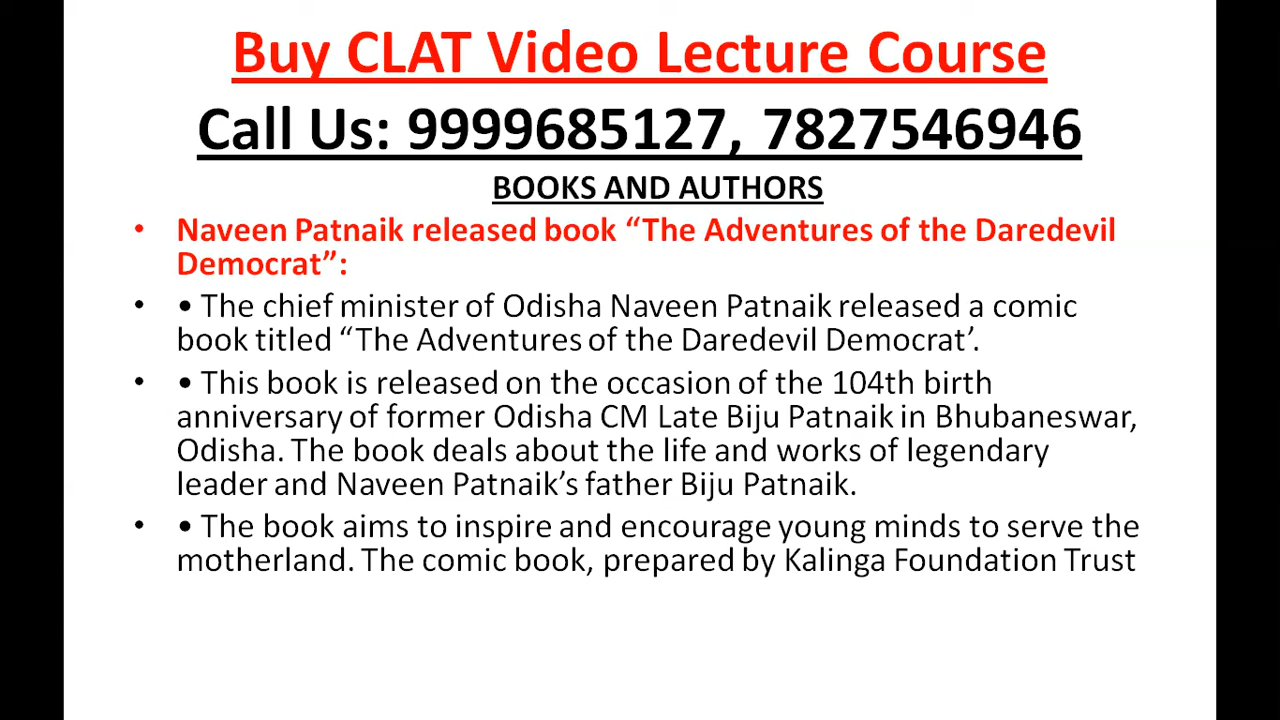 Buy CLAT Video Lecture Course
Call Us: 9999685127, 7827546946
BOOKS AND AUTHORS
• Naveen Patnaik released book “The Adventures of the Daredevil
Democrat”:
• • The chief minister of Odisha Naveen Patnaik released a comic
book titled “The Adventures of the Daredevil Democrat’.
• • This book is released on the occasion of the 104th birth
anniversary of former Odisha CM Late Biju Patnaik in Bhubaneswar,
Odisha. The book deals about the life and works of legendary
leader and Naveen Patnaik’s father Biju Patnaik.
• • The book aims to inspire and encourage young minds to serve the
motherland. The comic book, prepared by Kalinga Foundation Trust